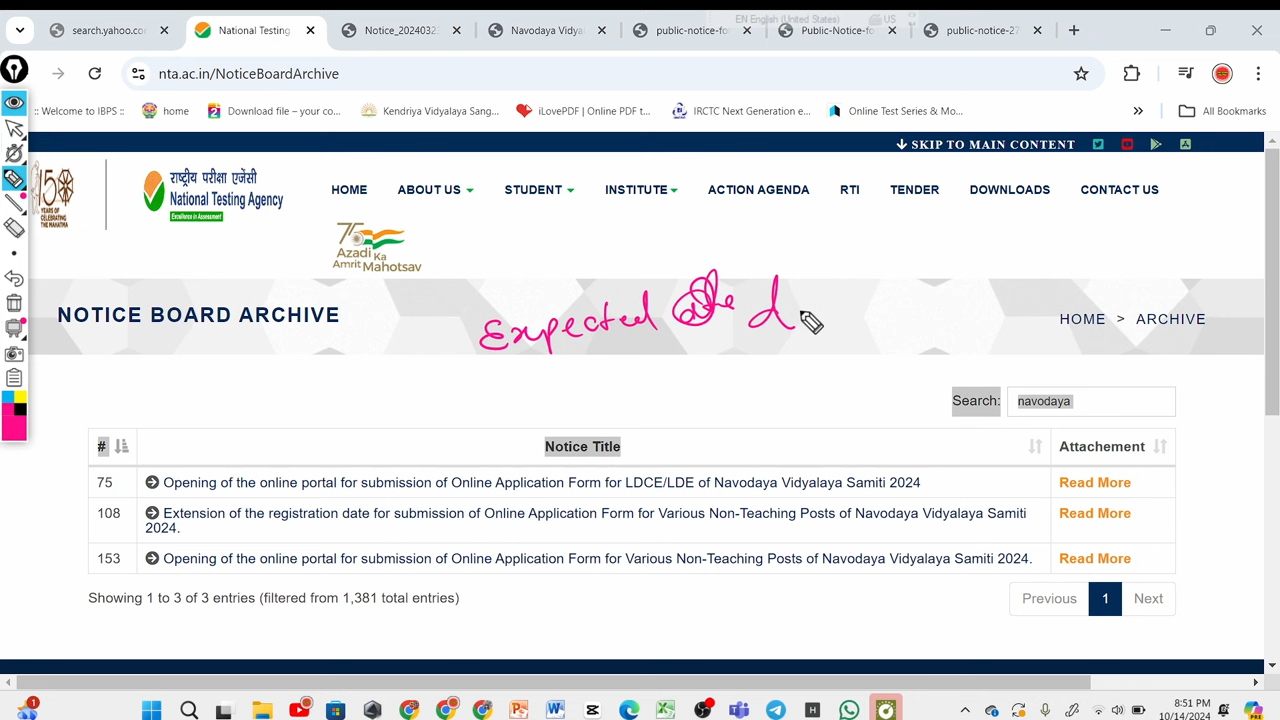 EN English (United States) US
search.yahoo.co
National Testing
Notice_2024032
Navodaya Vidya
public-notice-fo
Public-Notice-fo
public-notice-27
nta.ac.in/NoticeBoardArchive
:: Welcome to IBPS ::
home
Download file – your co...
Kendriya Vidyalaya Sang...
iLovePDF | Online PDF t...
IRCTC Next Generation e...
Online Test Series & Mo...
»
All Bookmarks
SKIP TO MAIN CONTENT
150
YEARS OF
CELEBRATING
THE MAHATMA
राष्ट्रीय परीक्षा एजेंसी
National Testing Agency
Excellence in Assessment
HOME ABOUT US STUDENT INSTITUTE ACTION AGENDA RTI TENDER DOWNLOADS CONTACT US
75
Azadi Ka
Amrit Mahotsav
NOTICE BOARD ARCHIVE
Expected
d
HOME > ARCHIVE
Search: navodaya
# Notice Title Attachement
75 Opening of the online portal for submission of Online Application Form for LDCE/LDE of Navodaya Vidyalaya Samiti 2024 Read More
108 Extension of the registration date for submission of Online Application Form for Various Non-Teaching Posts of Navodaya Vidyalaya Samiti Read More
2024.
153 Opening of the online portal for submission of Online Application Form for Various Non-Teaching Posts of Navodaya Vidyalaya Samiti 2024. Read More
Showing 1 to 3 of 3 entries (filtered from 1,381 total entries)
Previous 1 Next
1
8:51 PM
10/14/2024